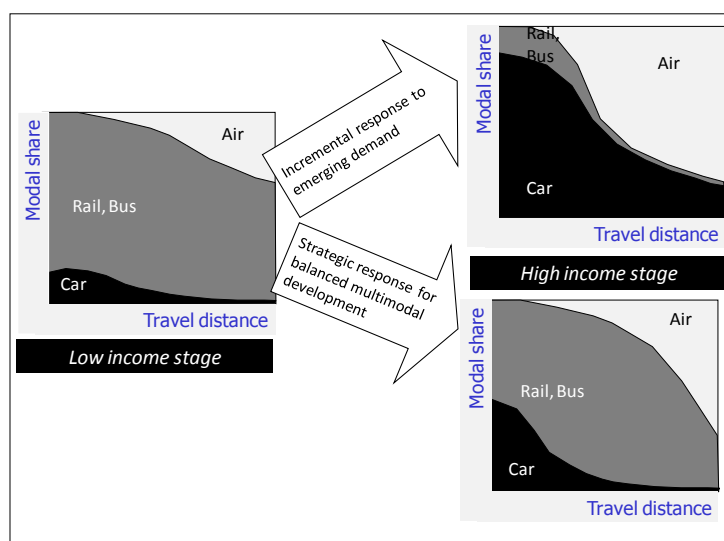 Modal share
Air
Rail, Bus
Car
Travel distance
Low income stage
Incremental response to
emerging demand
Strategic response for
balanced multimodal
development
Modal share
Rail,
Bus
Air
Car
Travel distance
High income stage
Modal share
Air
Rail, Bus
Car
Travel distance